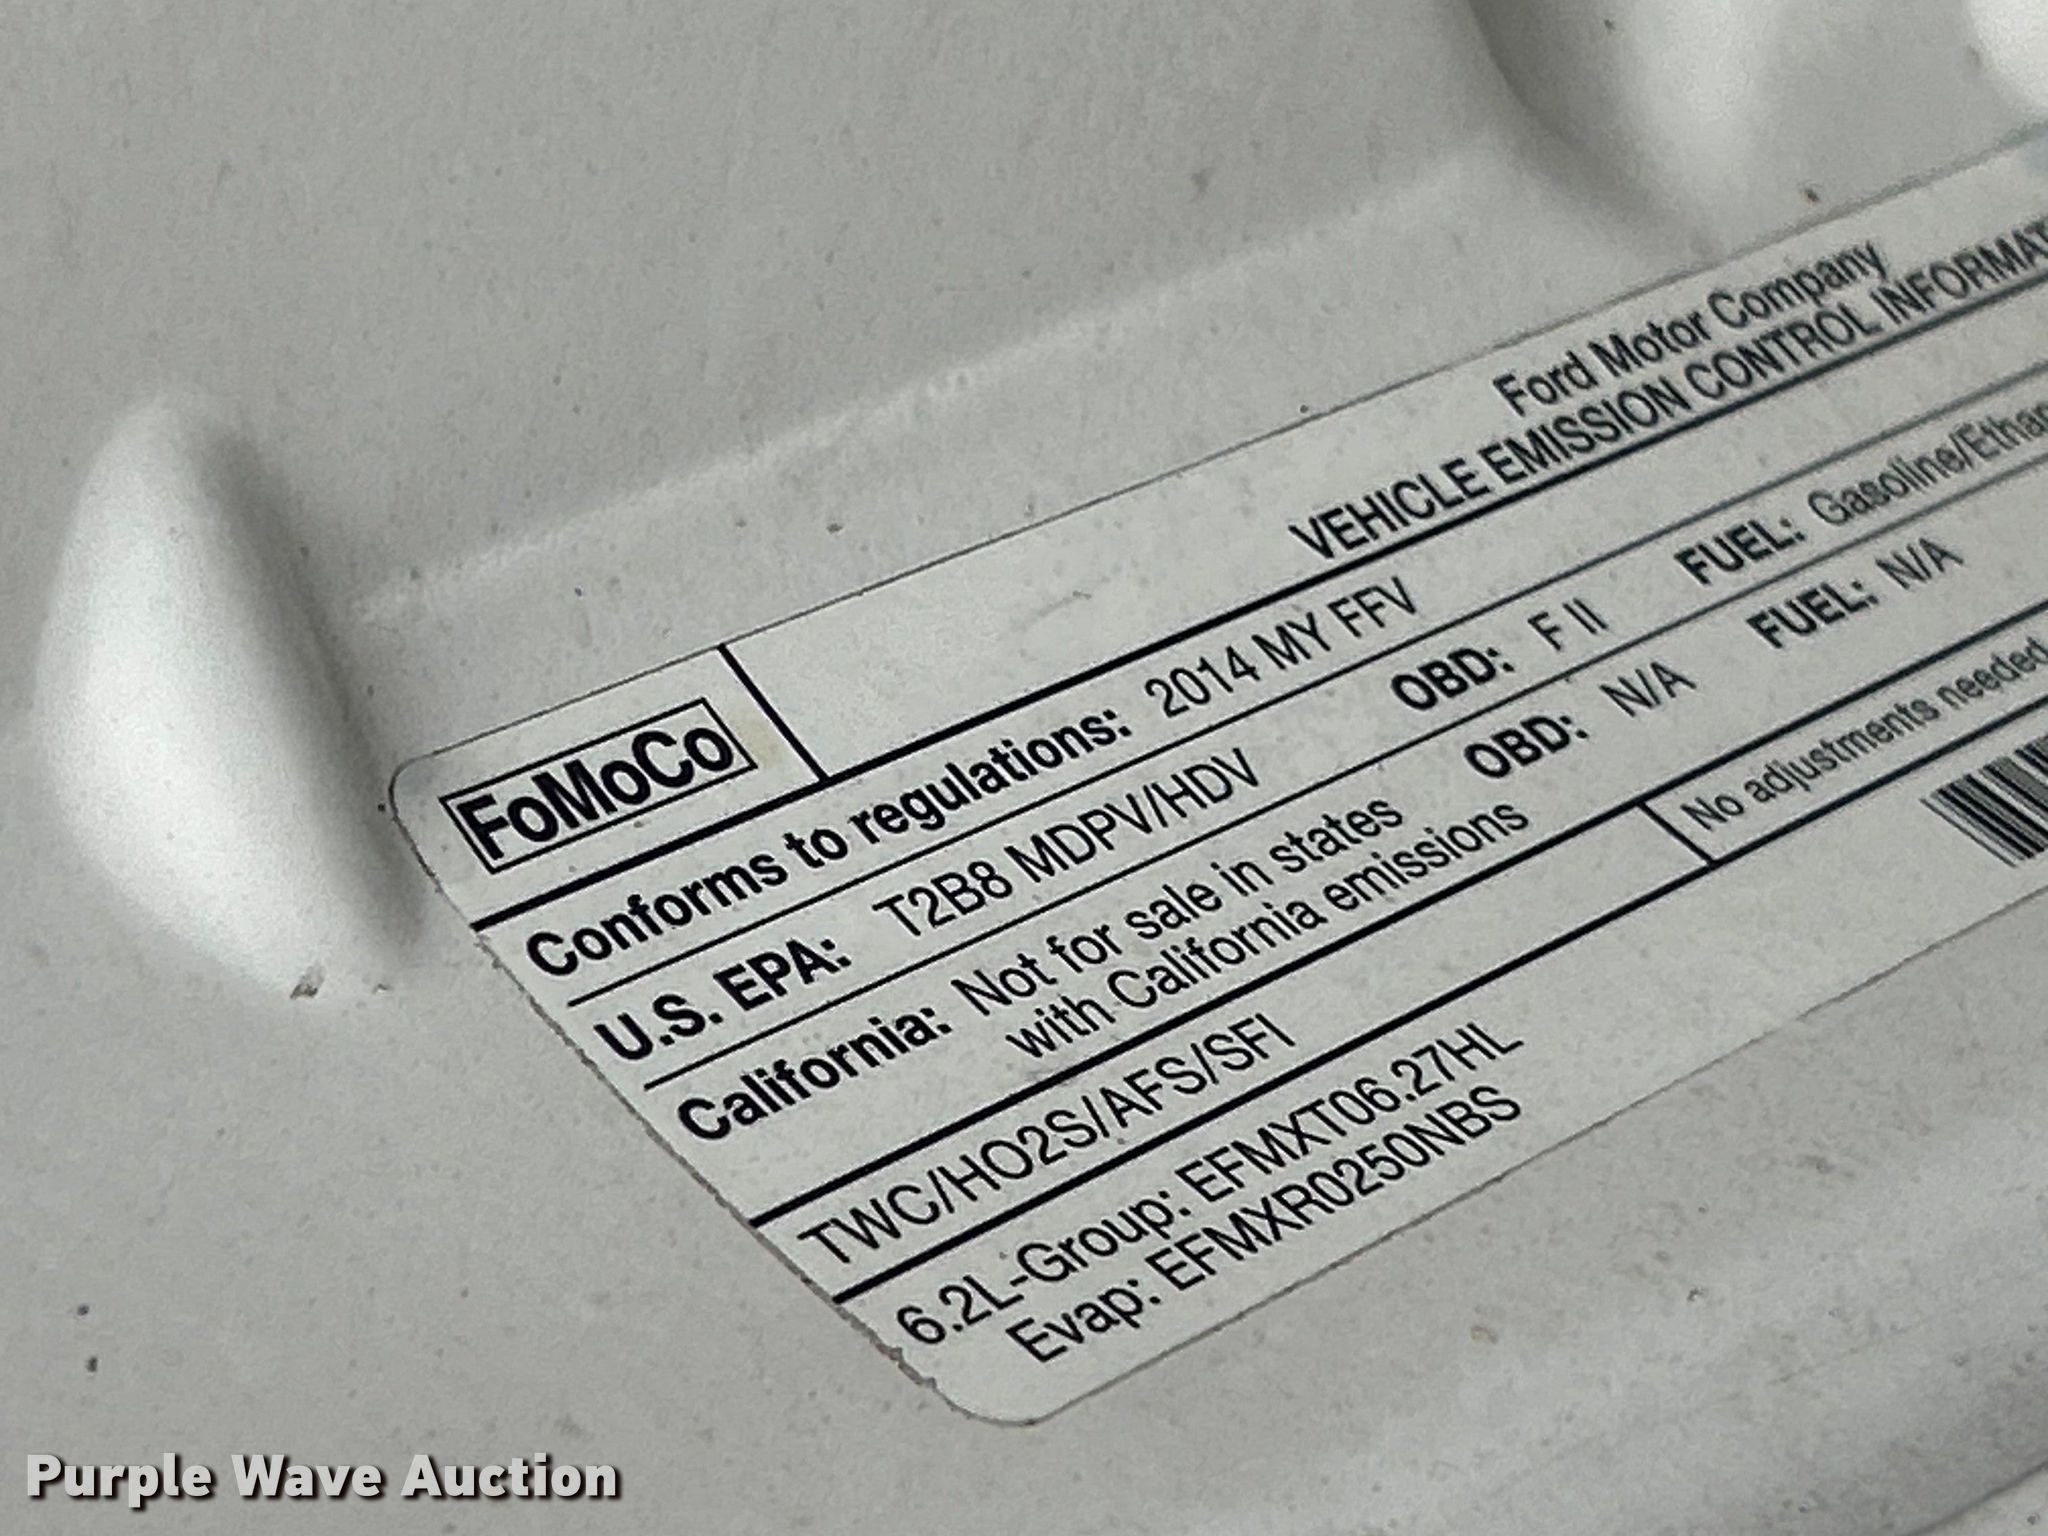 Ford Motor Company
VEHICLE EMISSION CONTROL
FoMoCo
Conforms to regulations: 2014 MY FFV
U.S. EPA: T2B8 MDPV/HDV OBD: F II FUEL:
California: Not for sale in states OBD: N/A FUEL: N/A
with California emissions
TWC/HO2S/AFS/SFI No adjustments needed
6.2L-Group: EFMXT06.27HL
Evap: EFMXR0250NBS
Purple Wave Auction